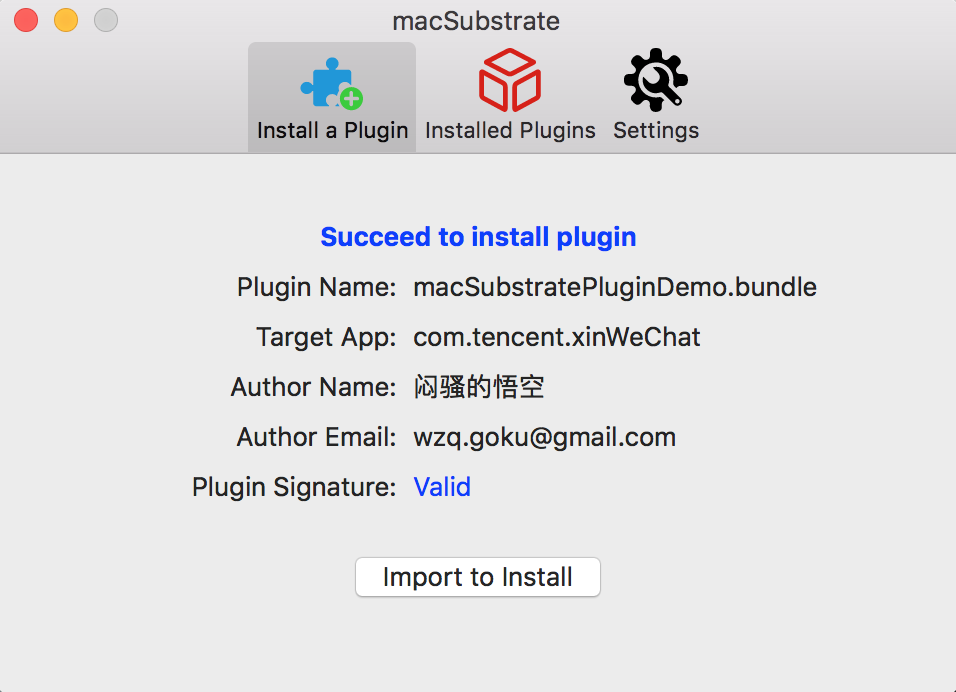 macSubstrate
Install a Plugin Installed Plugins Settings
Succeed to install plugin
Plugin Name: macSubstratePluginDemo.bundle
Target App: com.tencent.xinWeChat
Author Name: 闷骚的悟空
Author Email: wzq.goku@gmail.com
Plugin Signature: Valid
Import to Install